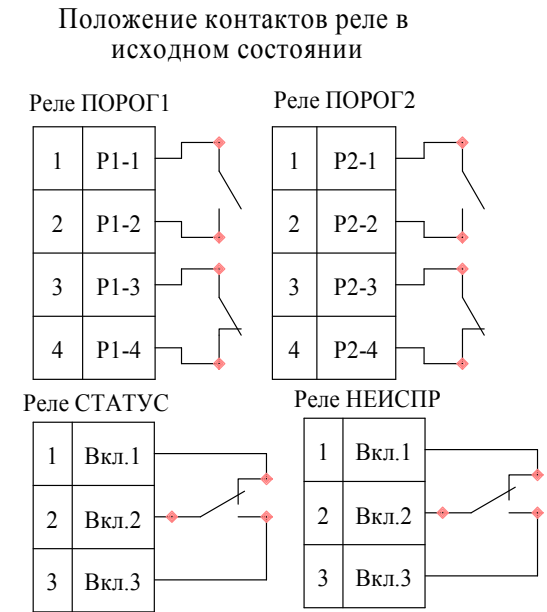 Положение контактов реле в
исходном состоянии
Реле ПОРОГ1
1 P1-1
2 P1-2
3 P1-3
4 P1-4
Реле ПОРОГ2
1 P2-1
2 P2-2
3 P2-3
4 P2-4
Реле СТАТУС
1 Вкл.1
2 Вкл.2
3 Вкл.3
Реле НЕИСПР
1 Вкл.1
2 Вкл.2
3 Вкл.3